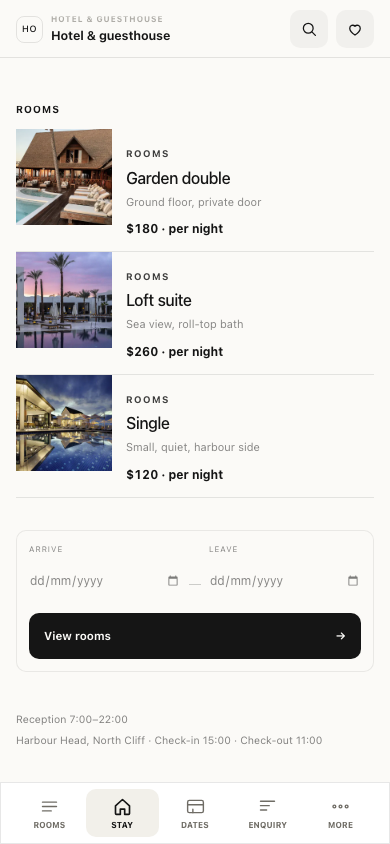 HO
HOTEL & GUESTHOUSE
Hotel & guesthouse
ROOMS
ROOMS
Garden double
Ground floor, private door
$180 · per night
ROOMS
Loft suite
Sea view, roll-top bath
$260 · per night
ROOMS
Single
Small, quiet, harbour side
$120 · per night
ARRIVE
LEAVE
dd/mm/yyyy — dd/mm/yyyy
View rooms →
Reception 7:00–22:00
Harbour Head, North Cliff · Check-in 15:00 · Check-out 11:00
ROOMS
STAY
DATES
ENQUIRY
MORE